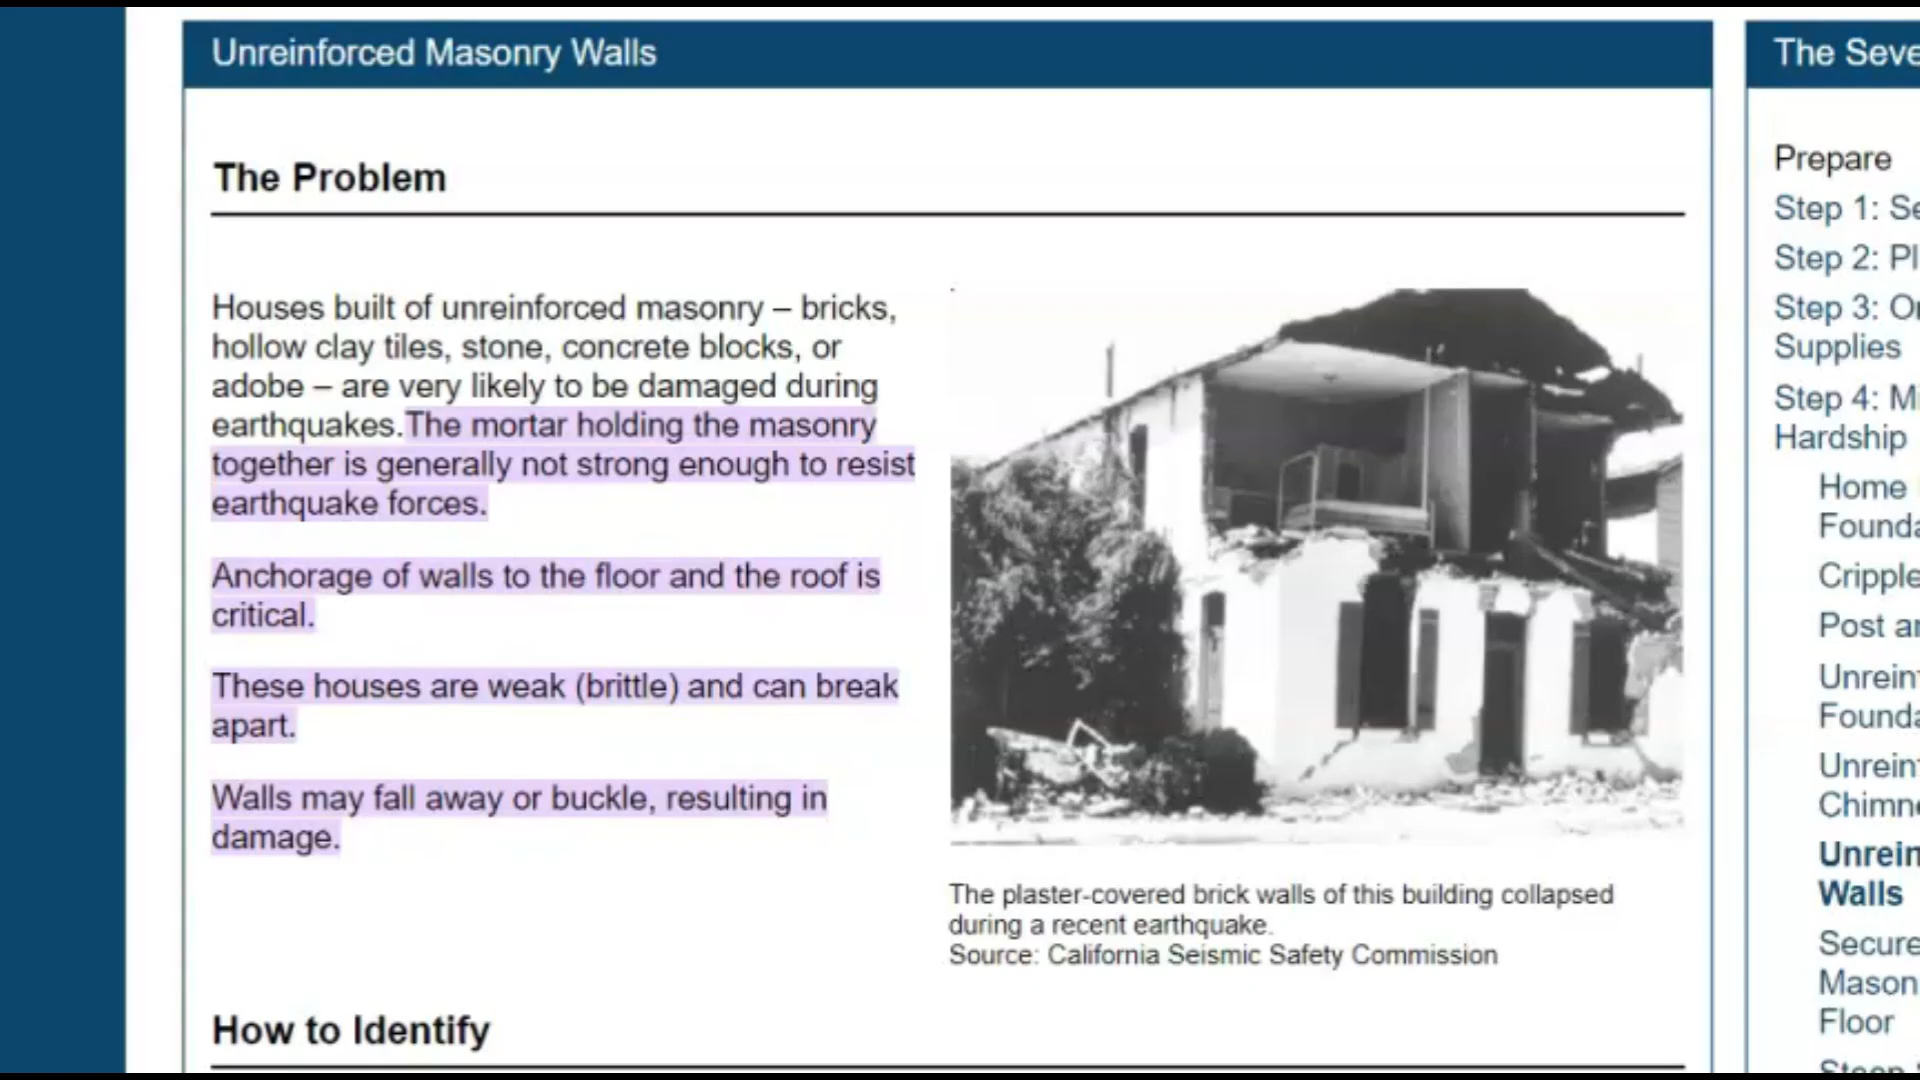 Unreinforced Masonry Walls
The Problem
Houses built of unreinforced masonry – bricks,
hollow clay tiles, stone, concrete blocks, or
adobe – are very likely to be damaged during
earthquakes.The mortar holding the masonry
together is generally not strong enough to resist
earthquake forces.
Anchorage of walls to the floor and the roof is
critical.
These houses are weak (brittle) and can break
apart.
Walls may fall away or buckle, resulting in
damage.
The plaster-covered brick walls of this building collapsed
during a recent earthquake.
Source: California Seismic Safety Commission
How to Identify
The Seve
Prepare
Step 1: Se
Step 2: Pl
Step 3: Or
Supplies
Step 4: Mi
Hardship
Home
Founda
Cripple
Post an
Unreinf
Founda
Unreinf
Chimne
Unrein
Walls
Secure
Mason
Floor